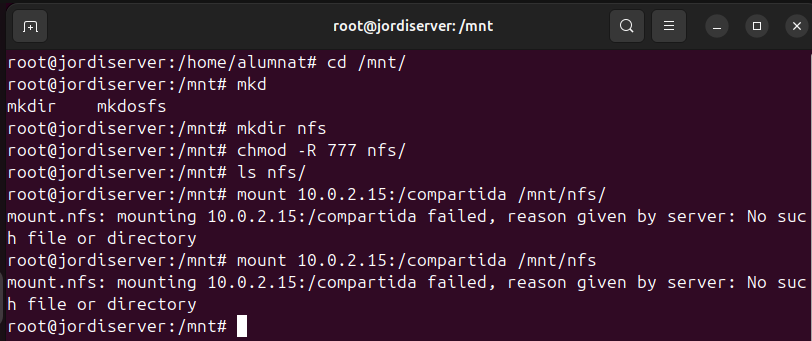 root@jordiserver: /mnt
root@jordiserver:/home/alumnat# cd /mnt/
root@jordiserver:/mnt# mkd
mkdir    mkdosfs
root@jordiserver:/mnt# mkdir nfs
root@jordiserver:/mnt# chmod -R 777 nfs/
root@jordiserver:/mnt# ls nfs/
root@jordiserver:/mnt# mount 10.0.2.15:/compartida /mnt/nfs/
mount.nfs: mounting 10.0.2.15:/compartida failed, reason given by server: No suc
h file or directory
root@jordiserver:/mnt# mount 10.0.2.15:/compartida /mnt/nfs
mount.nfs: mounting 10.0.2.15:/compartida failed, reason given by server: No suc
h file or directory
root@jordiserver:/mnt#